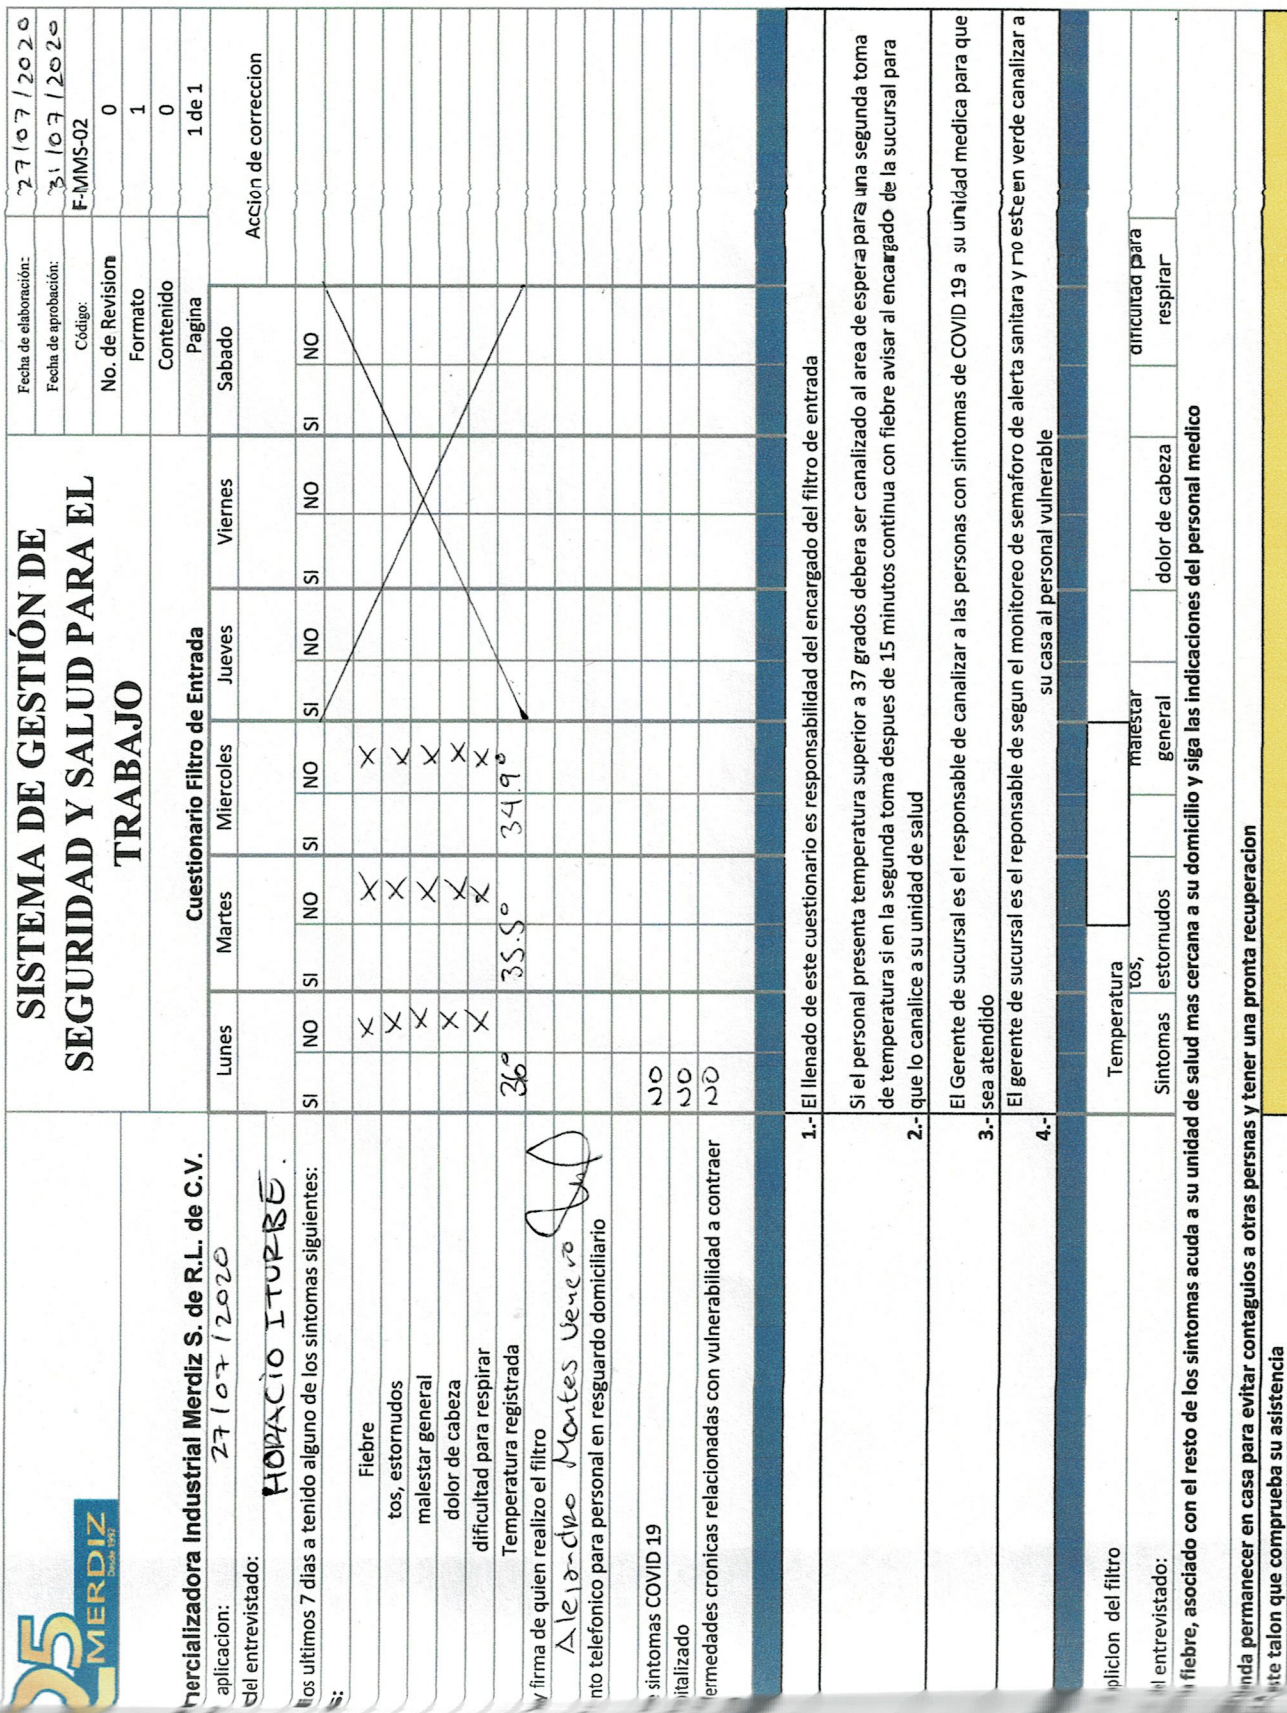 25
MERDIZ
Desde 1997
SISTEMA DE GESTIÓN DE
SEGURIDAD Y SALUD PARA EL
TRABAJO
Fecha de elaboración: 27/07/2020
Fecha de aprobación: 31/07/2020
Código: F-MMS-02
No. de Revision 0
Formato 1
Contenido 0
Pagina 1 de 1
mercializadora Industrial Merdiz S. de R.L. de C.V. Cuestionario Filtro de Entrada
aplicacion: 27/07/2020 Lunes Martes Miercoles Jueves Viernes Sabado Acción de correccion
del entrevistado: HORACIO ITURBE.
los ultimos 7 dias a tenido alguno de los sintomas siguientes: SI NO SI NO SI NO SI NO SI NO SI NO
s:
Fiebre X X X
tos, estornudos X X X
malestar general X X X
dolor de cabeza X X X
dificultad para respirar X X X
Temperatura registrada 36° 35.5° 34.9°
y firma de quien realizo el filtro
Alejandro Montes Venero
nto telefonico para personal en resguardo domiciliario
sintomas COVID 19 NO
pitalizado NO
fermedades cronicas relacionadas con vulnerabilidad a contraer NO
1.- El llenado de este cuestionario es responsabilidad del encargado del filtro de entrada
Si el personal presenta temperatura superior a 37 grados debera ser canalizado al area de espera para una segunda toma
de temperatura si en la segunda toma despues de 15 minutos continua con fiebre avisar al encargado de la sucursal para
2.- que lo canalice a su unidad de salud
El Gerente de sucursal es el responsable de canalizar a las personas con sintomas de COVID 19 a su unidad medica para que
3.- sea atendido
El gerente de sucursal es el reponsable de segun el monitoreo de semaforo de alerta sanitara y no este en verde canalizar a
4.- su casa al personal vulnerable
plicion del filtro Temperatura
l entrevistado: Sintomas tos, estornudos malestar general dolor de cabeza dificultad para respirar
fiebre, asociado con el resto de los sintomas acuda a su unidad de salud mas cercana a su domicilio y siga las indicaciones del personal medico
nda permanecer en casa para evitar contaguios a otras persnas y tener una pronta recuperacion
ste talon que comprueba su asistencia